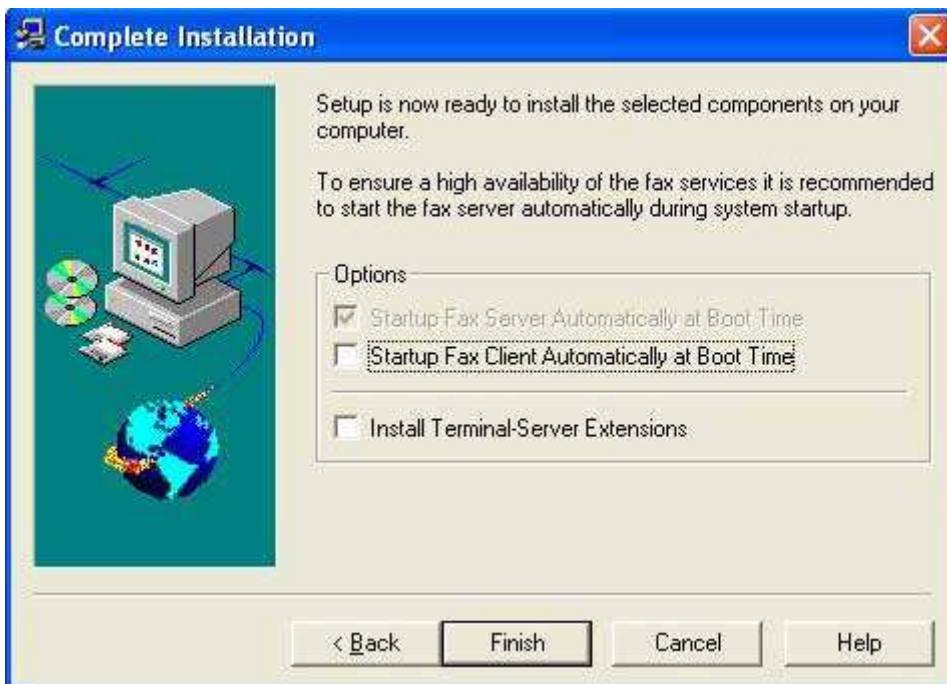 Complete Installation
Setup is now ready to install the selected components on your
computer.
To ensure a high availability of the fax services it is recommended
to start the fax server automatically during system startup.
Options
Startup Fax Server Automatically at Boot Time
Startup Fax Client Automatically at Boot Time
Install Terminal-Server Extensions
< Back
Finish
Cancel
Help